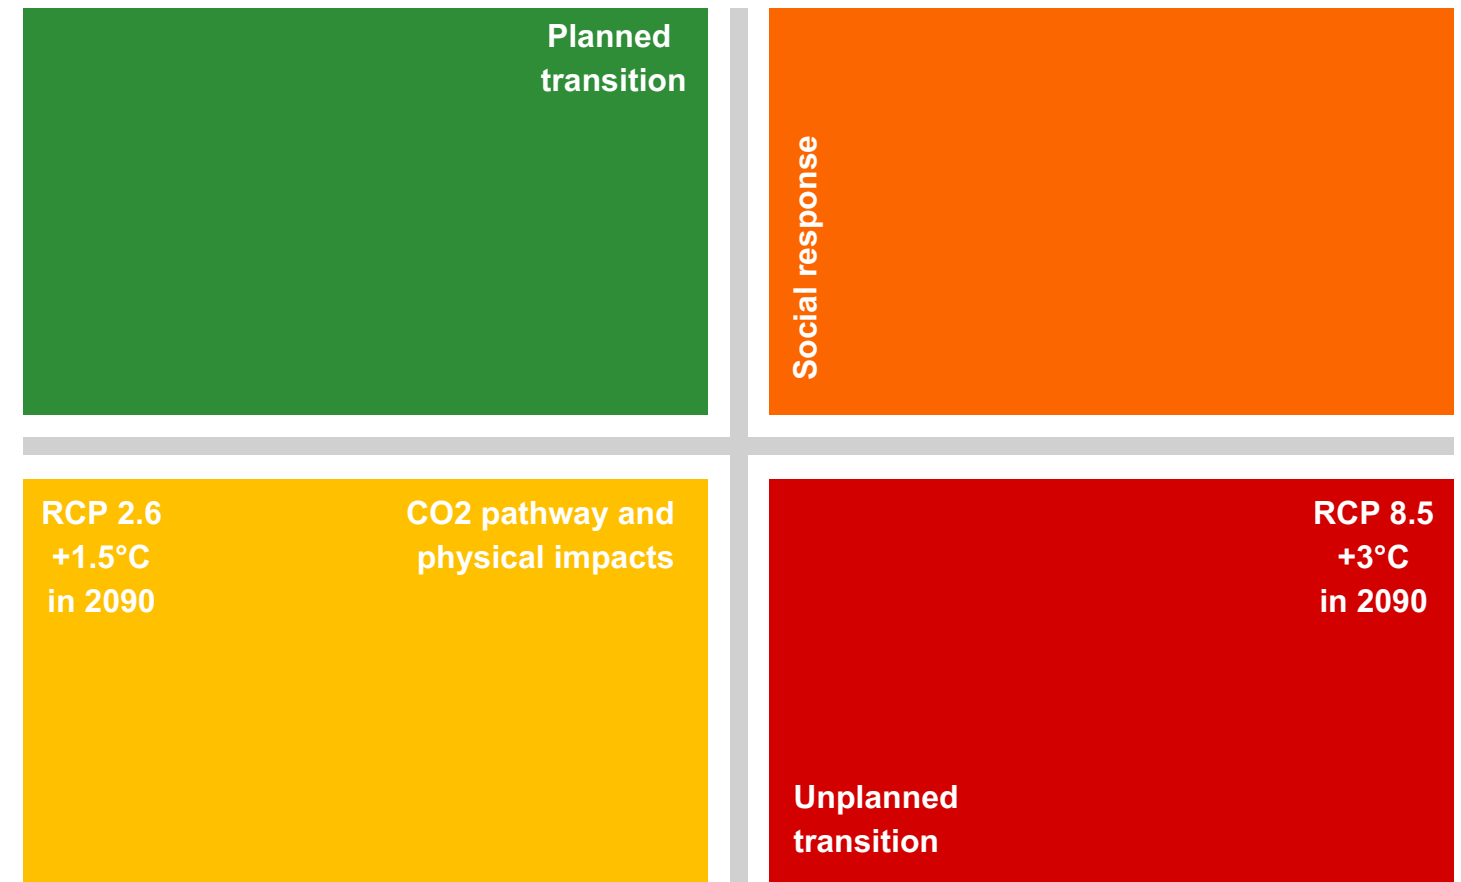 Planned
transition
Social response
RCP 2.6
+1.5°C
in 2090
CO2 pathway and
physical impacts
RCP 8.5
+3°C
in 2090
Unplanned
transition